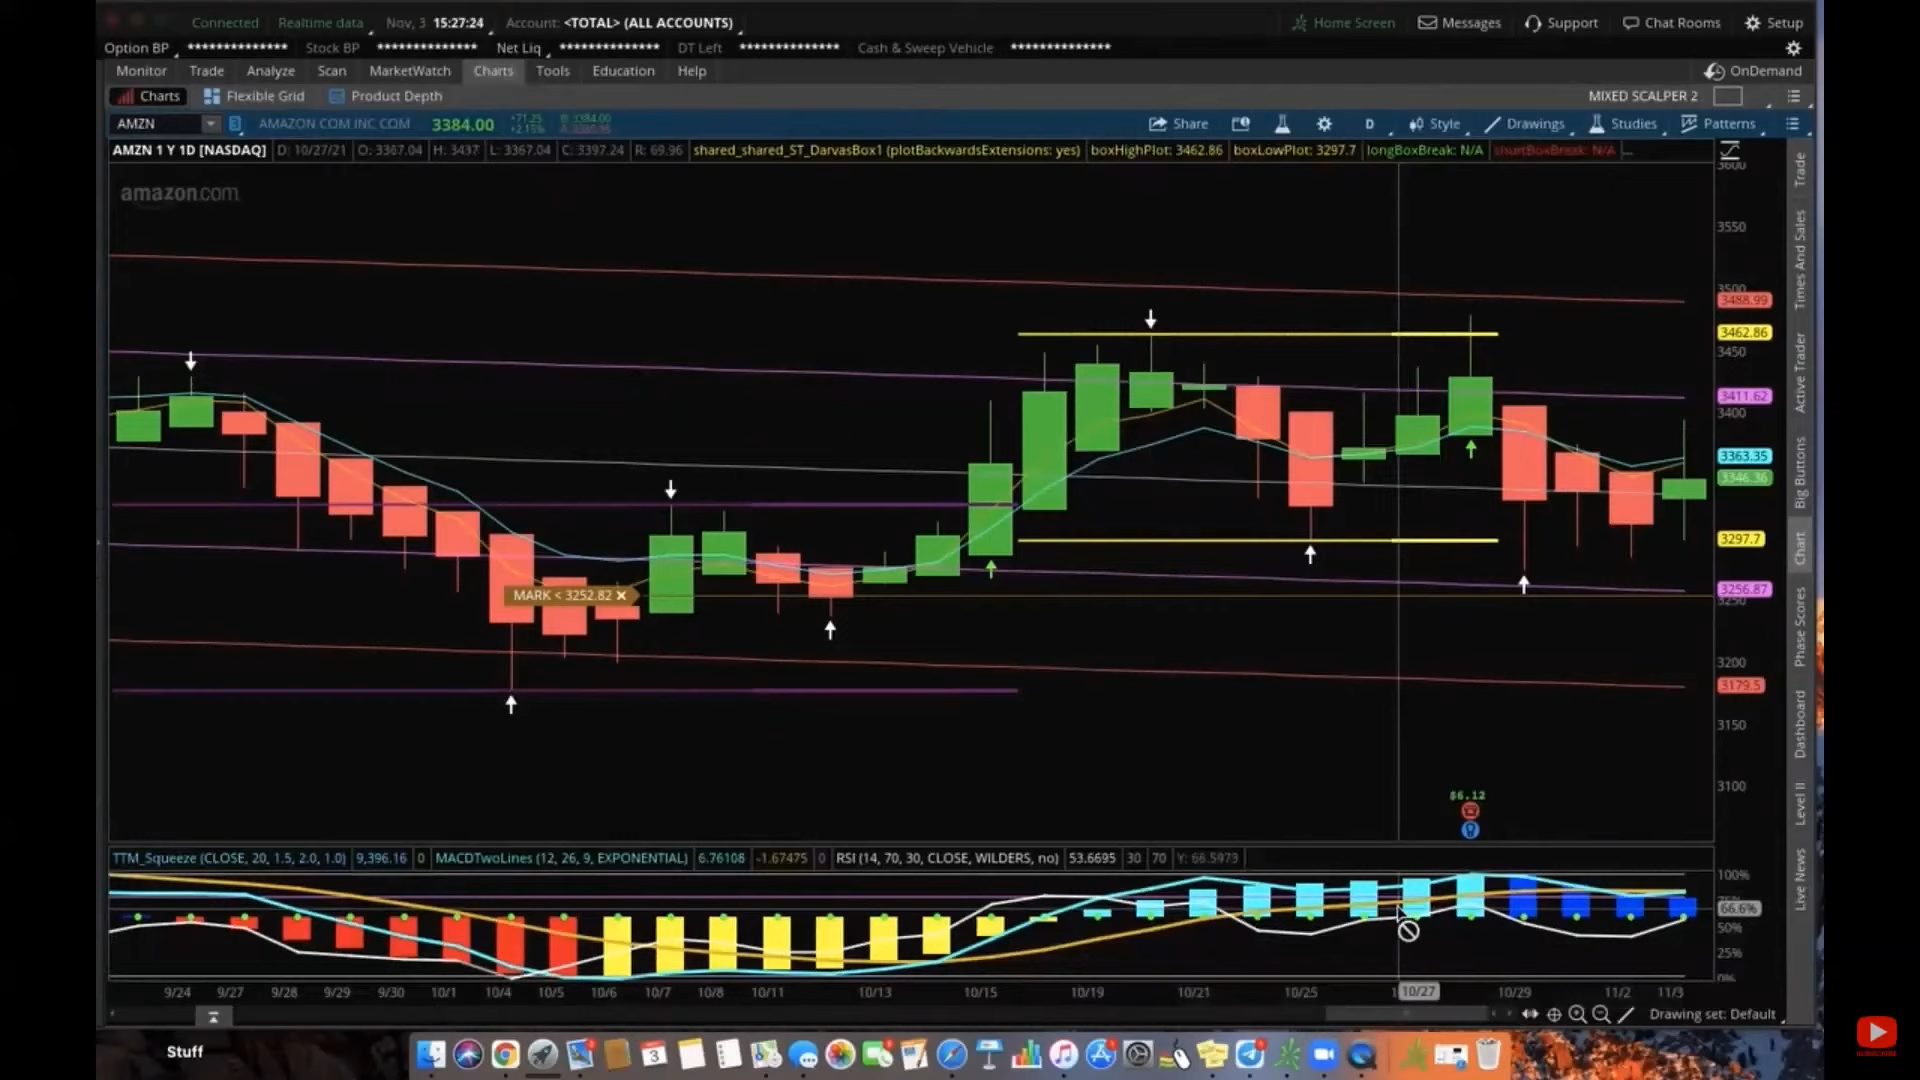 Connected Realtime data Nov, 3 15:27:24 Account: <TOTAL> (ALL ACCOUNTS) Home Screen Messages Support Chat Rooms Setup
Option BP ************** Stock BP ************** Net Liq ************** DT Left ************** Cash & Sweep Vehicle **************
Monitor Trade Analyze Scan MarketWatch Charts Tools Education Help OnDemand
Charts Flexible Grid Product Depth MIXED SCALPER 2
AMZN AMAZON COM INC COM 3384.00 +71.25 +2.15% B: 3384.00 Share D Style Drawings Studies Patterns
AMZN 1 Y 1D [NASDAQ] D: 10/27/21 O: 3367.04 H: 3437 L: 3367.04 C: 3397.24 R: 69.96 shared_shared_ST_DarvasBox1 (plotBackwardsExtensions: yes) boxHighPlot: 3462.86 boxLowPlot: 3297.7 longBoxBreak: N/A shortBoxBreak: N/A ...
amazon.com
3600
3550
3500
3488.99
3462.86
3450
3411.62
3400
3363.35
3346.36
3297.7
3256.87
3250
3200
3179.5
3150
3100
MARK < 3252.82 ×
$6.12
TTM_Squeeze (CLOSE, 20, 1.5, 2.0, 1.0) 9,396.16 0 MACDTwoLines (12, 26, 9, EXPONENTIAL) 6.76108 -1.67475 0 RSI (14, 70, 30, CLOSE, WILDERS, no) 53.6695 30 70 Y: 66.5973
100%
66.6%
50%
25%
0%
9/24 9/27 9/28 9/29 9/30 10/1 10/4 10/5 10/6 10/7 10/8 10/11 10/13 10/15 10/19 10/21 10/25 10/27 10/29 11/2 11/3
Drawing set: Default
Trade
Times And Sales
Active Trader
Big Buttons
Chart
Phase Scores
Dashboard
Level II
Live News
Stuff
3
SUBSCRIBE